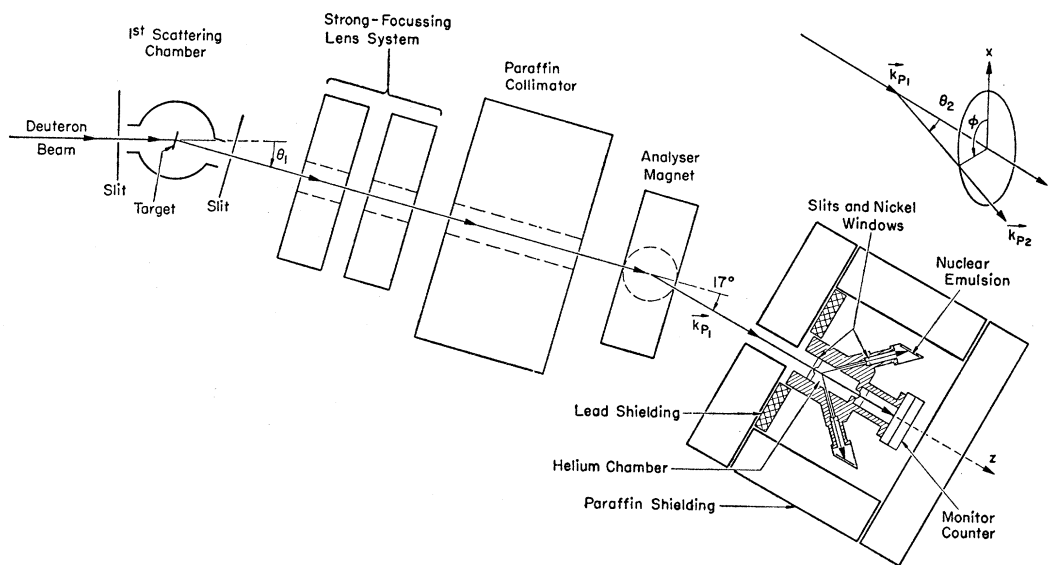 1st Scattering
Chamber
Strong-Focussing
Lens System
Paraffin
Collimator
Deuteron
Beam
θ1
Slit
Target
Slit
Analyser
Magnet
17°
kP1
x
kP1
θ2
ϕ
kP2
Slits and Nickel
Windows
Nuclear
Emulsion
Lead Shielding
Helium Chamber
Paraffin Shielding
z
Monitor
Counter